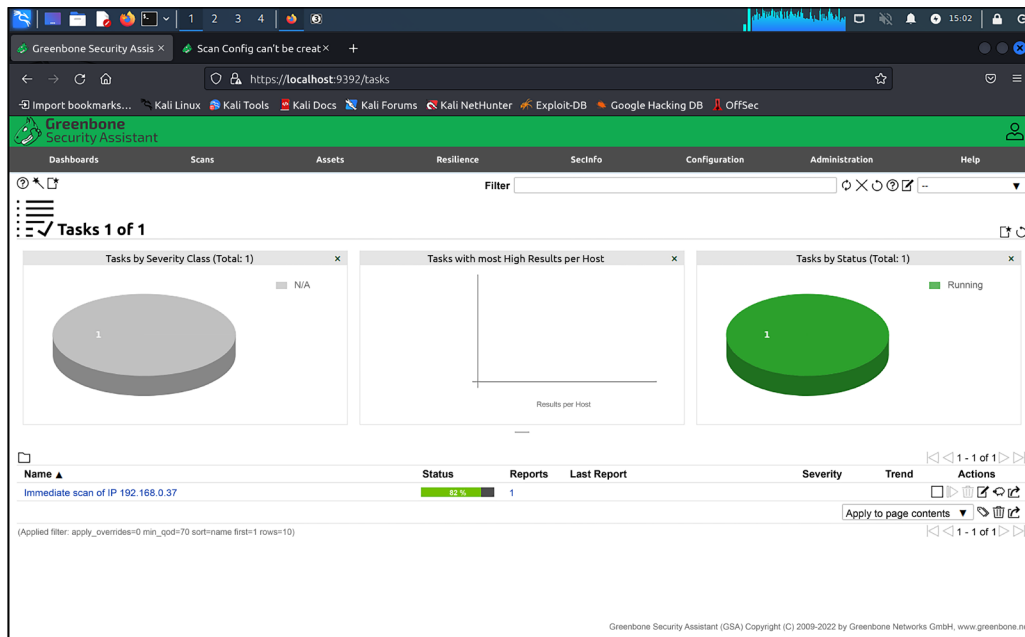 1 2 3 4
15:02
Greenbone Security Assis ×
Scan Config can't be creat ×
https://localhost:9392/tasks
Import bookmarks... Kali Linux Kali Tools Kali Docs Kali Forums Kali NetHunter Exploit-DB Google Hacking DB OffSec
Greenbone
Security Assistant
Dashboards Scans Assets Resilience SecInfo Configuration Administration Help
Filter --
Tasks 1 of 1
Tasks by Severity Class (Total: 1) ×
N/A
1
Tasks with most High Results per Host ×
Results per Host
Tasks by Status (Total: 1) ×
Running
1
1 - 1 of 1
Name ▲ Status Reports Last Report Severity Trend Actions
Immediate scan of IP 192.168.0.37 82 % 1
Apply to page contents ▼
(Applied filter: apply_overrides=0 min_qod=70 sort=name first=1 rows=10) 1 - 1 of 1
Greenbone Security Assistant (GSA) Copyright (C) 2009-2022 by Greenbone Networks GmbH, www.greenbone.ne